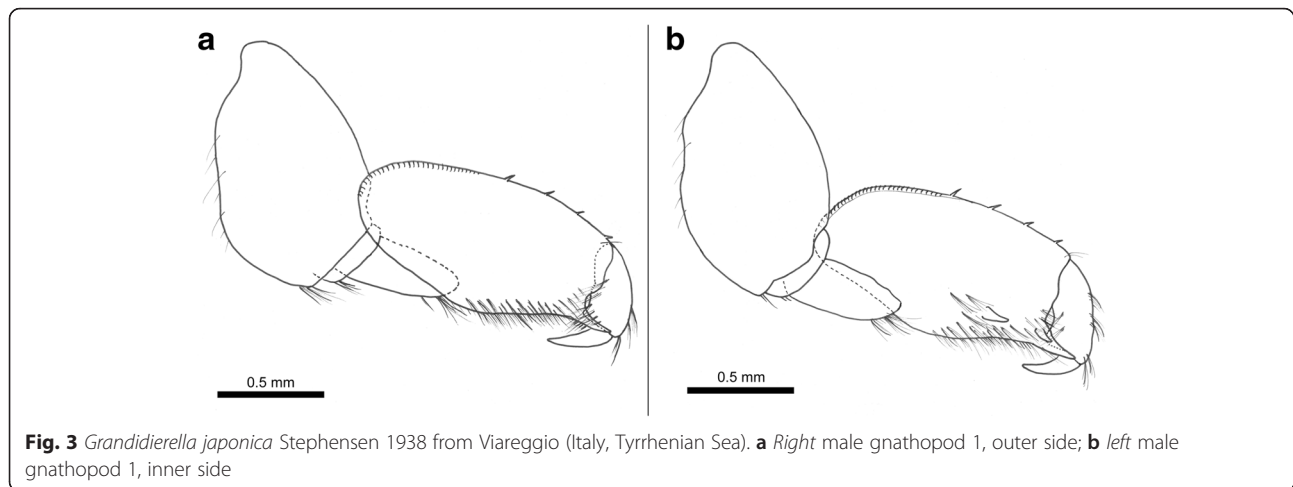 a
b
0.5 mm
0.5 mm
Fig. 3 Grandidierella japonica Stephensen 1938 from Viareggio (Italy, Tyrrhenian Sea). a Right male gnathopod 1, outer side; b left male
gnathopod 1, inner side